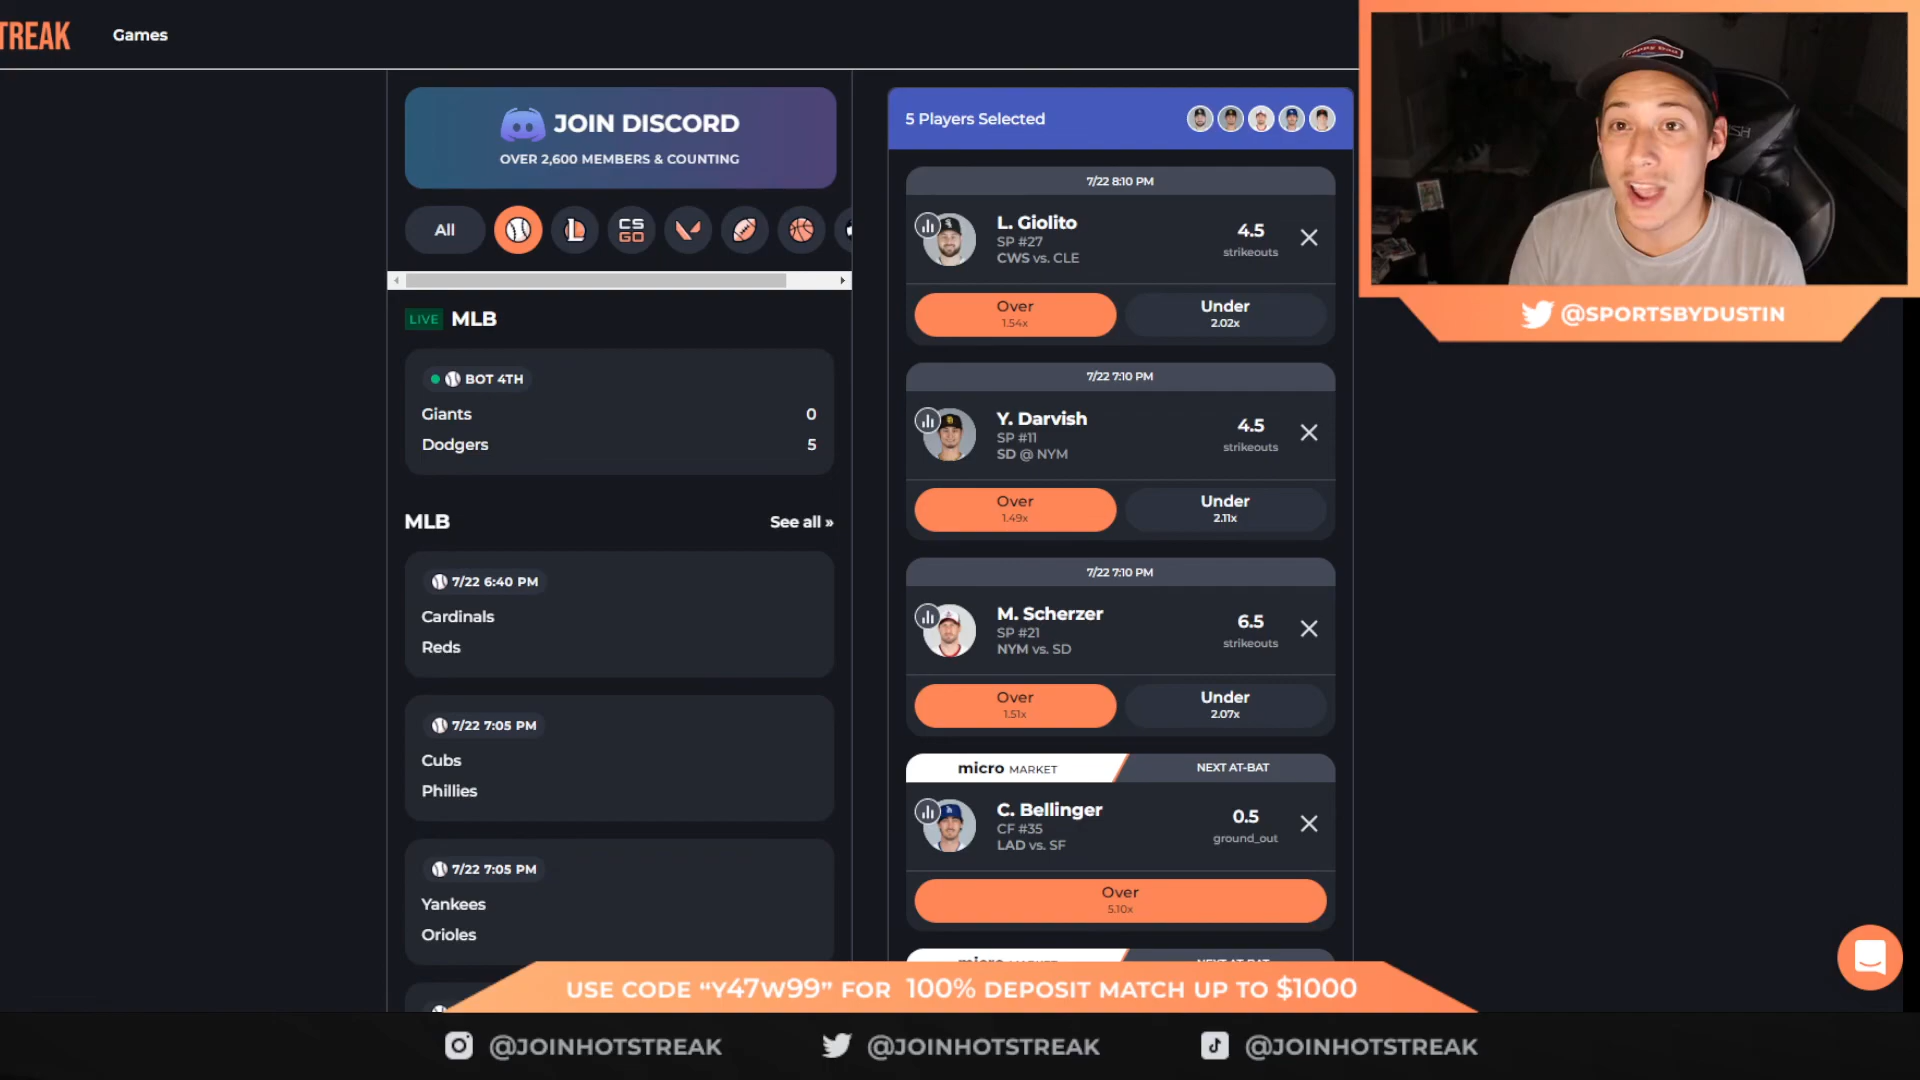 TREAK
Games
JOIN DISCORD
OVER 2,600 MEMBERS & COUNTING
All
CS
GO
LIVE MLB
BOT 4TH
Giants 0
Dodgers 5
MLB See all »
7/22 6:40 PM
Cardinals
Reds
7/22 7:05 PM
Cubs
Phillies
7/22 7:05 PM
Yankees
Orioles
5 Players Selected
7/22 8:10 PM
L. Giolito
SP #27
CWS vs. CLE
4.5
strikeouts
Over
1.54x
Under
2.02x
7/22 7:10 PM
Y. Darvish
SP #11
SD @ NYM
4.5
strikeouts
Over
1.49x
Under
2.11x
7/22 7:10 PM
M. Scherzer
SP #21
NYM vs. SD
6.5
strikeouts
Over
1.51x
Under
2.07x
micro MARKET
NEXT AT-BAT
C. Bellinger
CF #35
LAD vs. SF
0.5
ground_out
Over
5.10x
@SPORTSBYDUSTIN
USE CODE “Y47W99” FOR 100% DEPOSIT MATCH UP TO $1000
@JOINHOTSTREAK
@JOINHOTSTREAK
@JOINHOTSTREAK